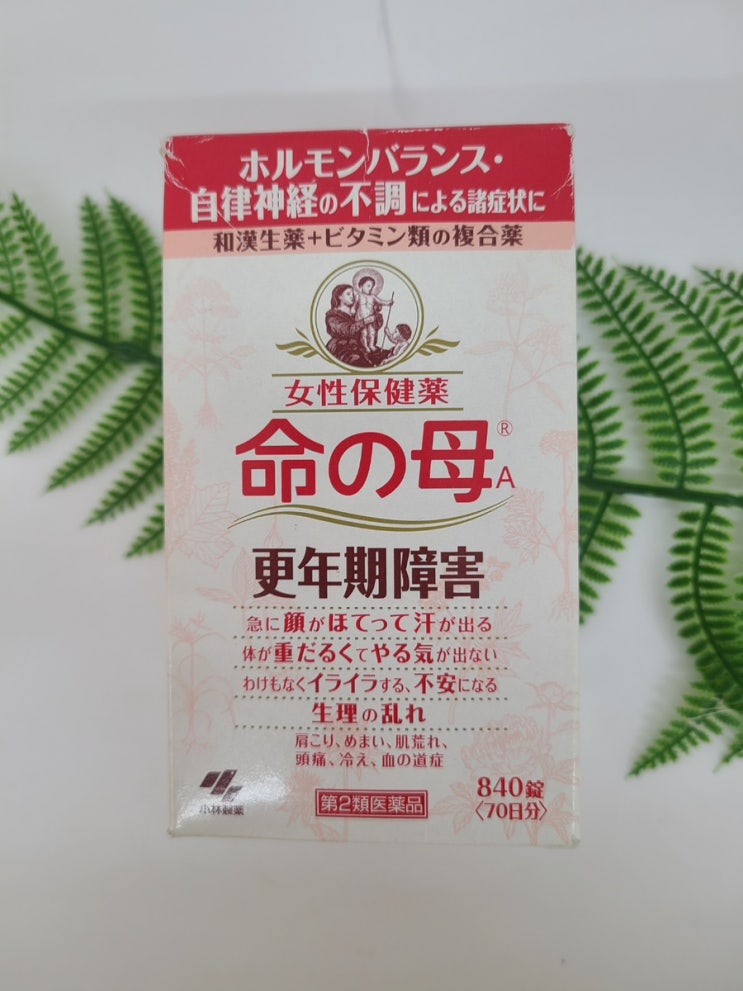 ホルモンバランス・
自律神経の不調による諸症状に
和漢生薬+ビタミン類の複合薬
女性保健薬
命の母®A
更年期障害
急に顔がほてって汗が出る
体が重だるくてやる気が出ない
わけもなくイライラする、不安になる
生理の乱れ
肩こり、めまい、肌荒れ、
頭痛、冷え、血の道症
小林製薬
第2類医薬品
840錠
〈70日分〉